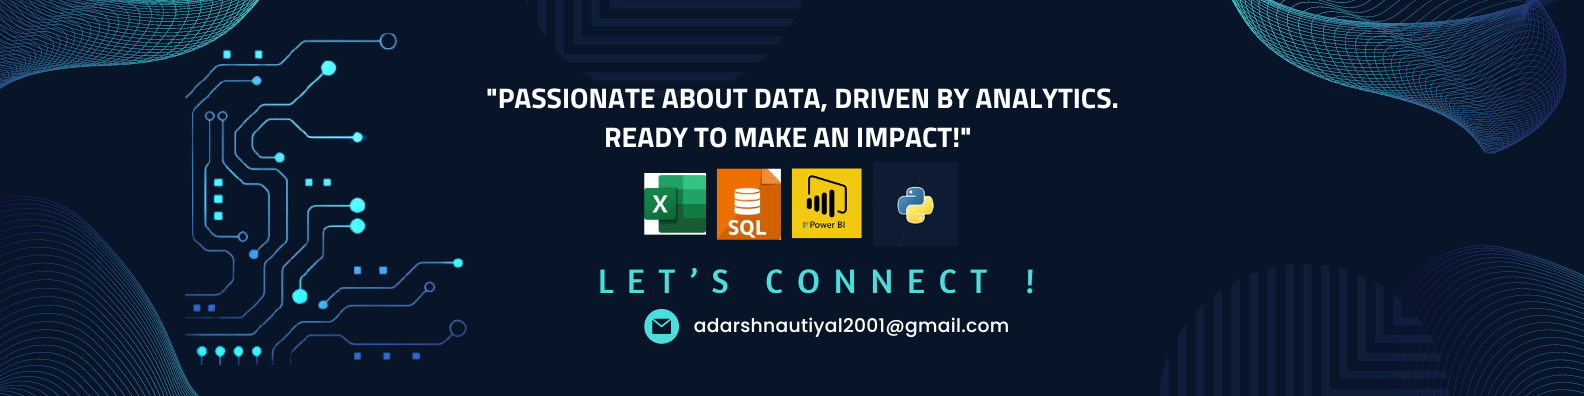 "PASSIONATE ABOUT DATA, DRIVEN BY ANALYTICS.
READY TO MAKE AN IMPACT!"
X
SQL
Power BI
LET'S CONNECT !
adarshnautiyal2001@gmail.com